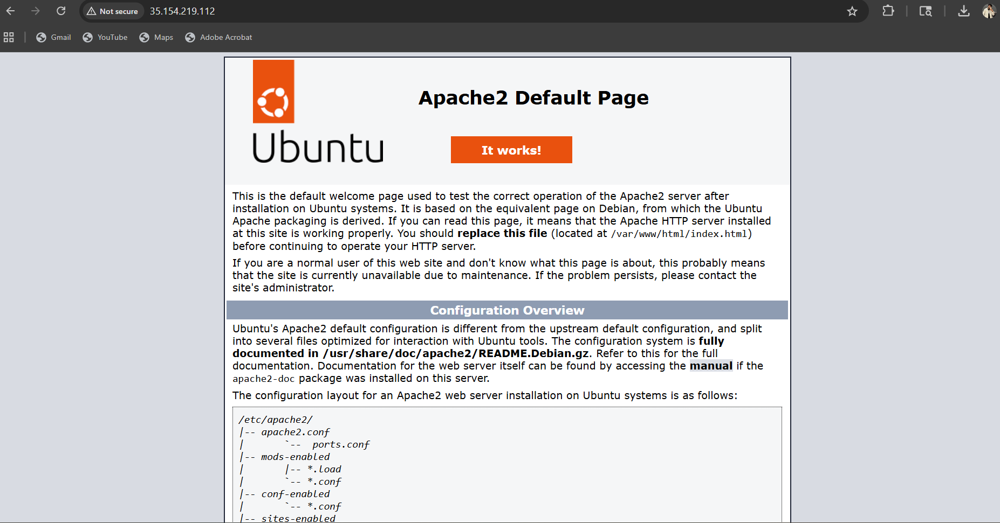 Not secure
35.154.219.112
Gmail
YouTube
Maps
Adobe Acrobat
Ubuntu
Apache2 Default Page
It works!
This is the default welcome page used to test the correct operation of the Apache2 server after
installation on Ubuntu systems. It is based on the equivalent page on Debian, from which the Ubuntu
Apache packaging is derived. If you can read this page, it means that the Apache HTTP server installed
at this site is working properly. You should replace this file (located at /var/www/html/index.html)
before continuing to operate your HTTP server.
If you are a normal user of this web site and don't know what this page is about, this probably means
that the site is currently unavailable due to maintenance. If the problem persists, please contact the
site's administrator.
Configuration Overview
Ubuntu's Apache2 default configuration is different from the upstream default configuration, and split
into several files optimized for interaction with Ubuntu tools. The configuration system is fully
documented in /usr/share/doc/apache2/README.Debian.gz. Refer to this for the full
documentation. Documentation for the web server itself can be found by accessing the manual if the
apache2-doc package was installed on this server.
The configuration layout for an Apache2 web server installation on Ubuntu systems is as follows:
/etc/apache2/
|-- apache2.conf
|       `--  ports.conf
|-- mods-enabled
|       |-- *.load
|       `-- *.conf
|-- conf-enabled
|       `-- *.conf
|-- sites-enabled